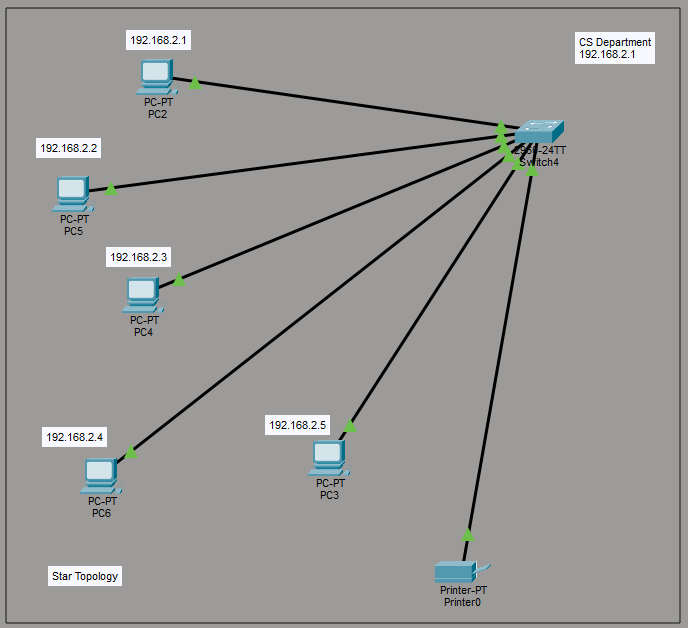 192.168.2.1
CS Department
192.168.2.1
PC-PT
PC2
2960-24TT
Switch4
192.168.2.2
PC-PT
PC5
192.168.2.3
PC-PT
PC4
192.168.2.4
192.168.2.5
PC-PT
PC3
PC-PT
PC6
Star Topology
Printer-PT
Printer0